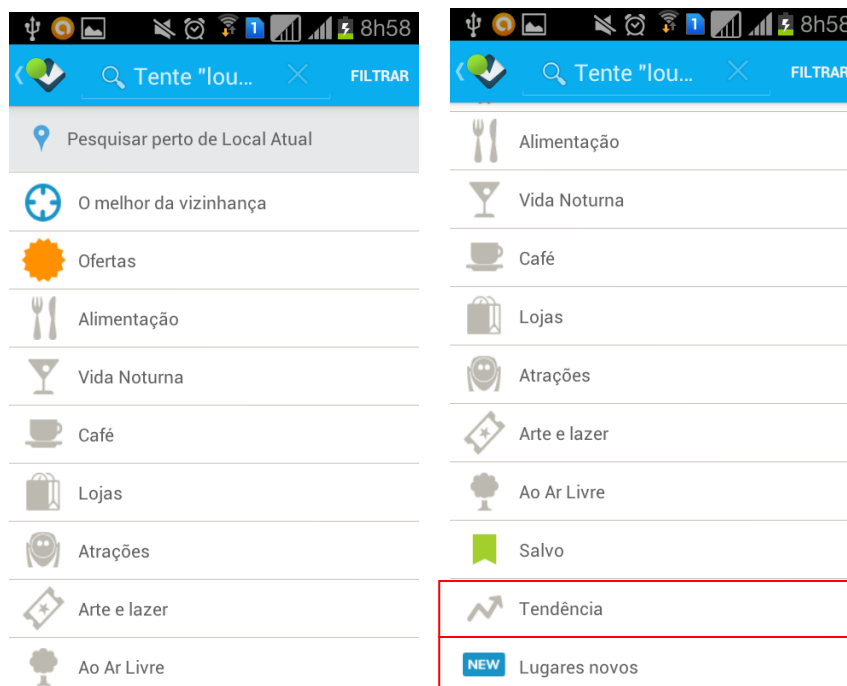 8h58
Tente "lou...
FILTRAR
Pesquisar perto de Local Atual
O melhor da vizinhança
Ofertas
Alimentação
Vida Noturna
Café
Lojas
Atrações
Arte e lazer
Ao Ar Livre
1
8h58
Tente "lou...
FILTRAR
Alimentação
Vida Noturna
Café
Lojas
Atrações
Arte e lazer
Ao Ar Livre
Salvo
Tendência
NEW Lugares novos